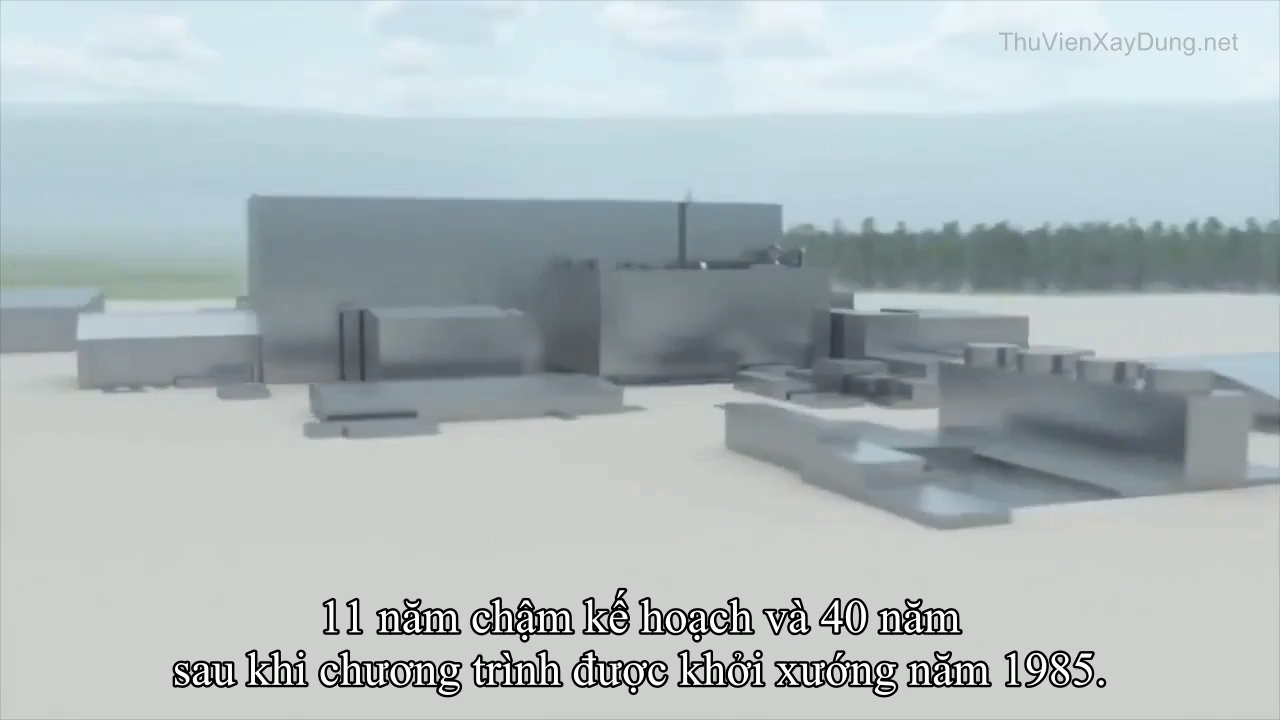 ThuVienXayDung.net
11 năm chậm kế hoạch và 40 năm
sau khi chương trình được khởi xướng năm 1985.